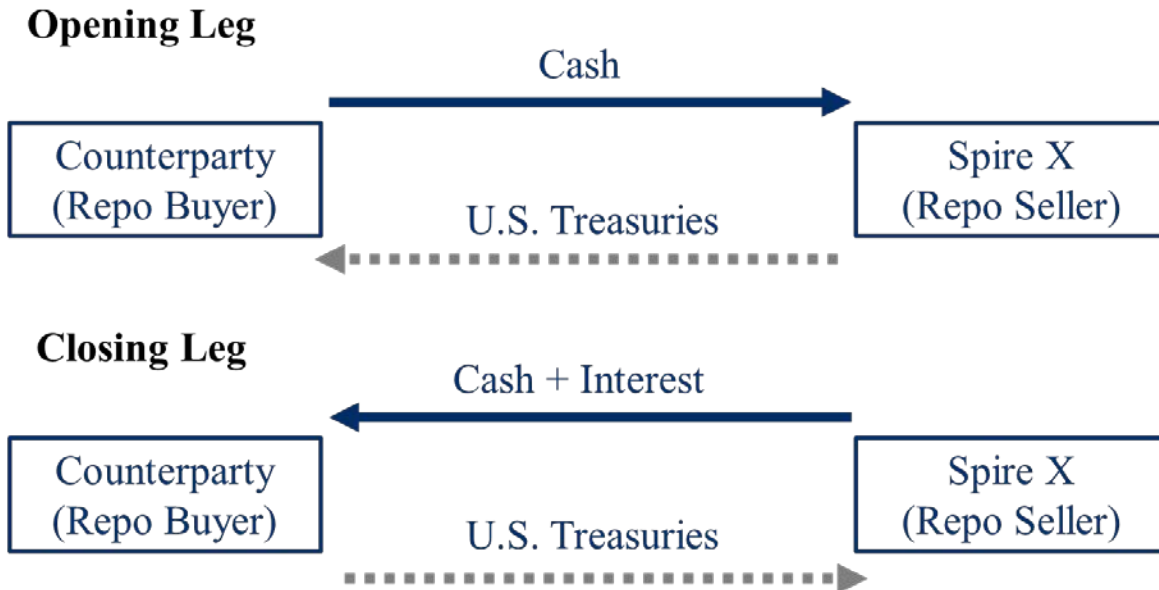 Opening Leg
Cash
Counterparty
(Repo Buyer)
U.S. Treasuries
Spire X
(Repo Seller)
Closing Leg
Cash + Interest
Counterparty
(Repo Buyer)
U.S. Treasuries
Spire X
(Repo Seller)